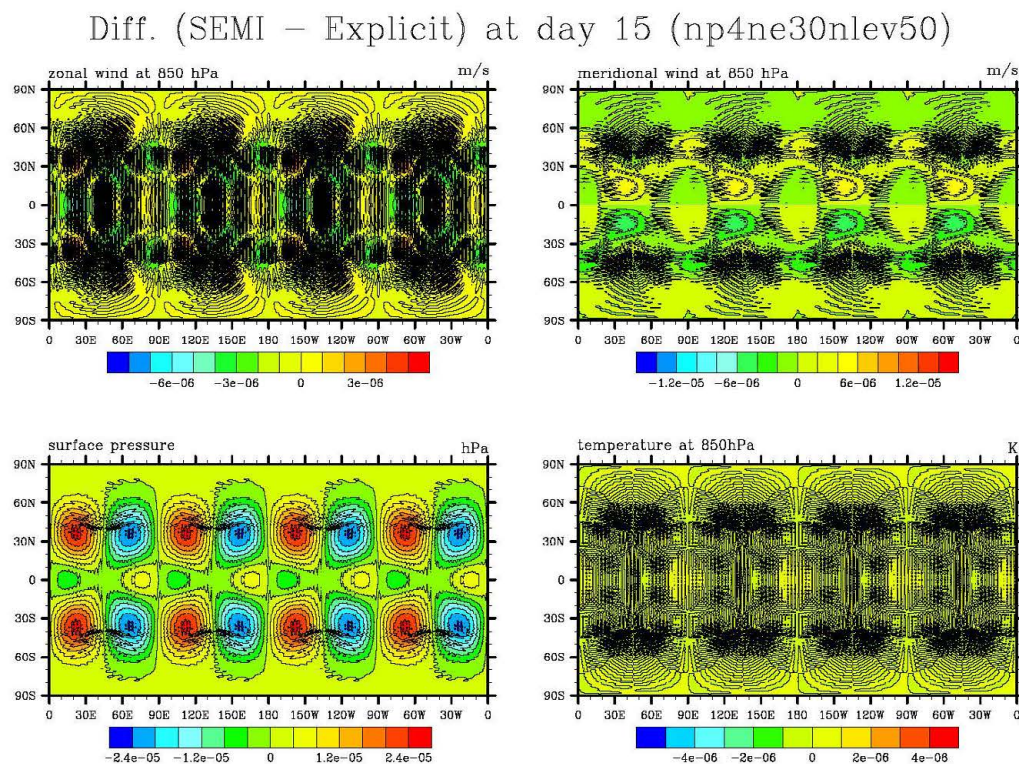 Diff. (SEMI – Explicit) at day 15 (np4ne30nlev50)
zonal wind at 850 hPa m/s
90N
60N
30N
0
30S
60S
90S
0 30E 60E 90E 120E 150E 180 150W 120W 90W 60W 30W 0
-6e-06 -3e-06 0 3e-06
meridional wind at 850 hPa m/s
90N
60N
30N
0
30S
60S
90S
0 30E 60E 90E 120E 150E 180 150W 120W 90W 60W 30W 0
-1.2e-05 -6e-06 0 6e-06 1.2e-05
surface pressure hPa
90N
60N
30N
0
30S
60S
90S
0 30E 60E 90E 120E 150E 180 150W 120W 90W 60W 30W 0
-2.4e-05 -1.2e-05 0 1.2e-05 2.4e-05
temperature at 850hPa K
90N
60N
30N
0
30S
60S
90S
0 30E 60E 90E 120E 150E 180 150W 120W 90W 60W 30W 0
-4e-06 -2e-06 0 2e-06 4e-06